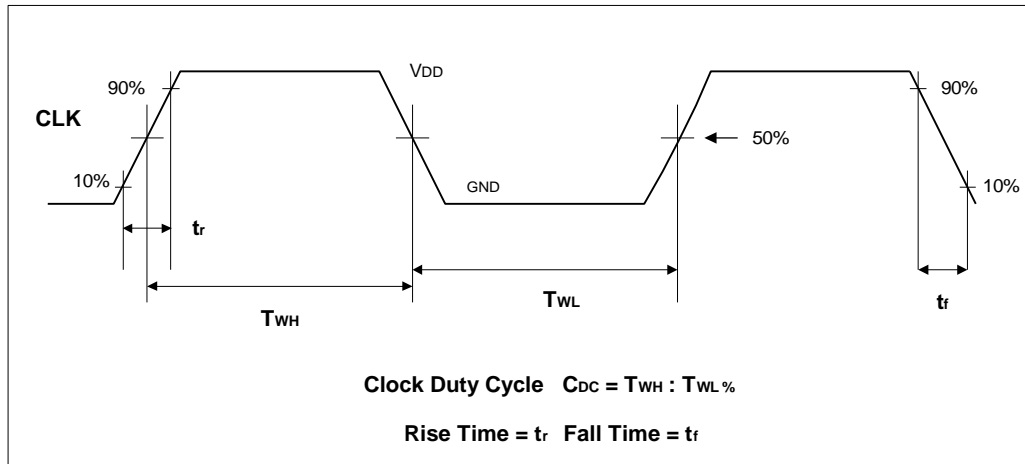 VDD
90%
90%
CLK
50%
10%
GND
10%
tr
TWL
tf
TWH
Clock Duty Cycle CDC = TWH : TWL %
Rise Time = tr Fall Time = tf